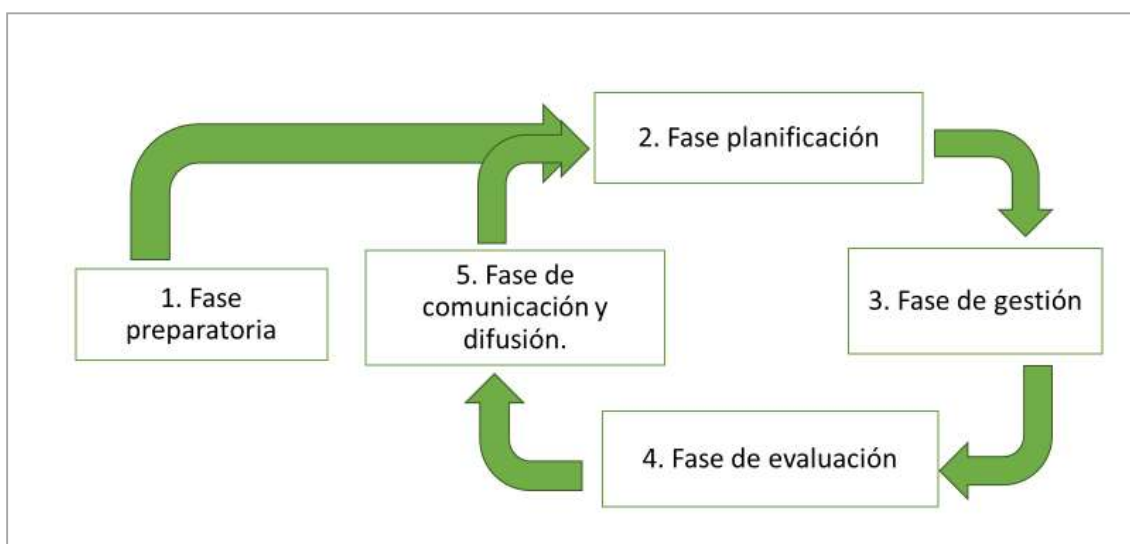 1. Fase
preparatoria
2. Fase planificación
3. Fase de gestión
4. Fase de evaluación
5. Fase de
comunicación y
difusión.